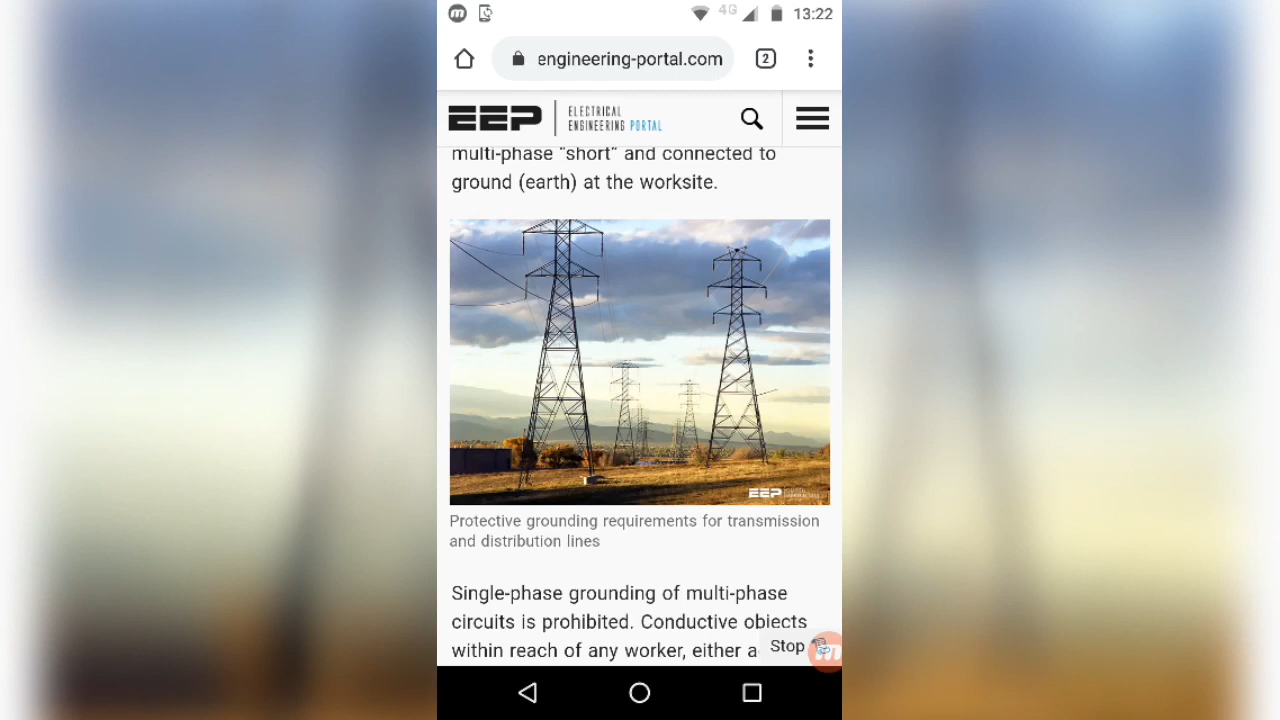 4G
13:22
engineering-portal.com
2
EEP
ELECTRICAL
ENGINEERING PORTAL
multi-phase "short" and connected to
ground (earth) at the worksite.
EEP
Protective grounding requirements for transmission
and distribution lines
Single-phase grounding of multi-phase
circuits is prohibited. Conductive objects
within reach of any worker, either a
Stop